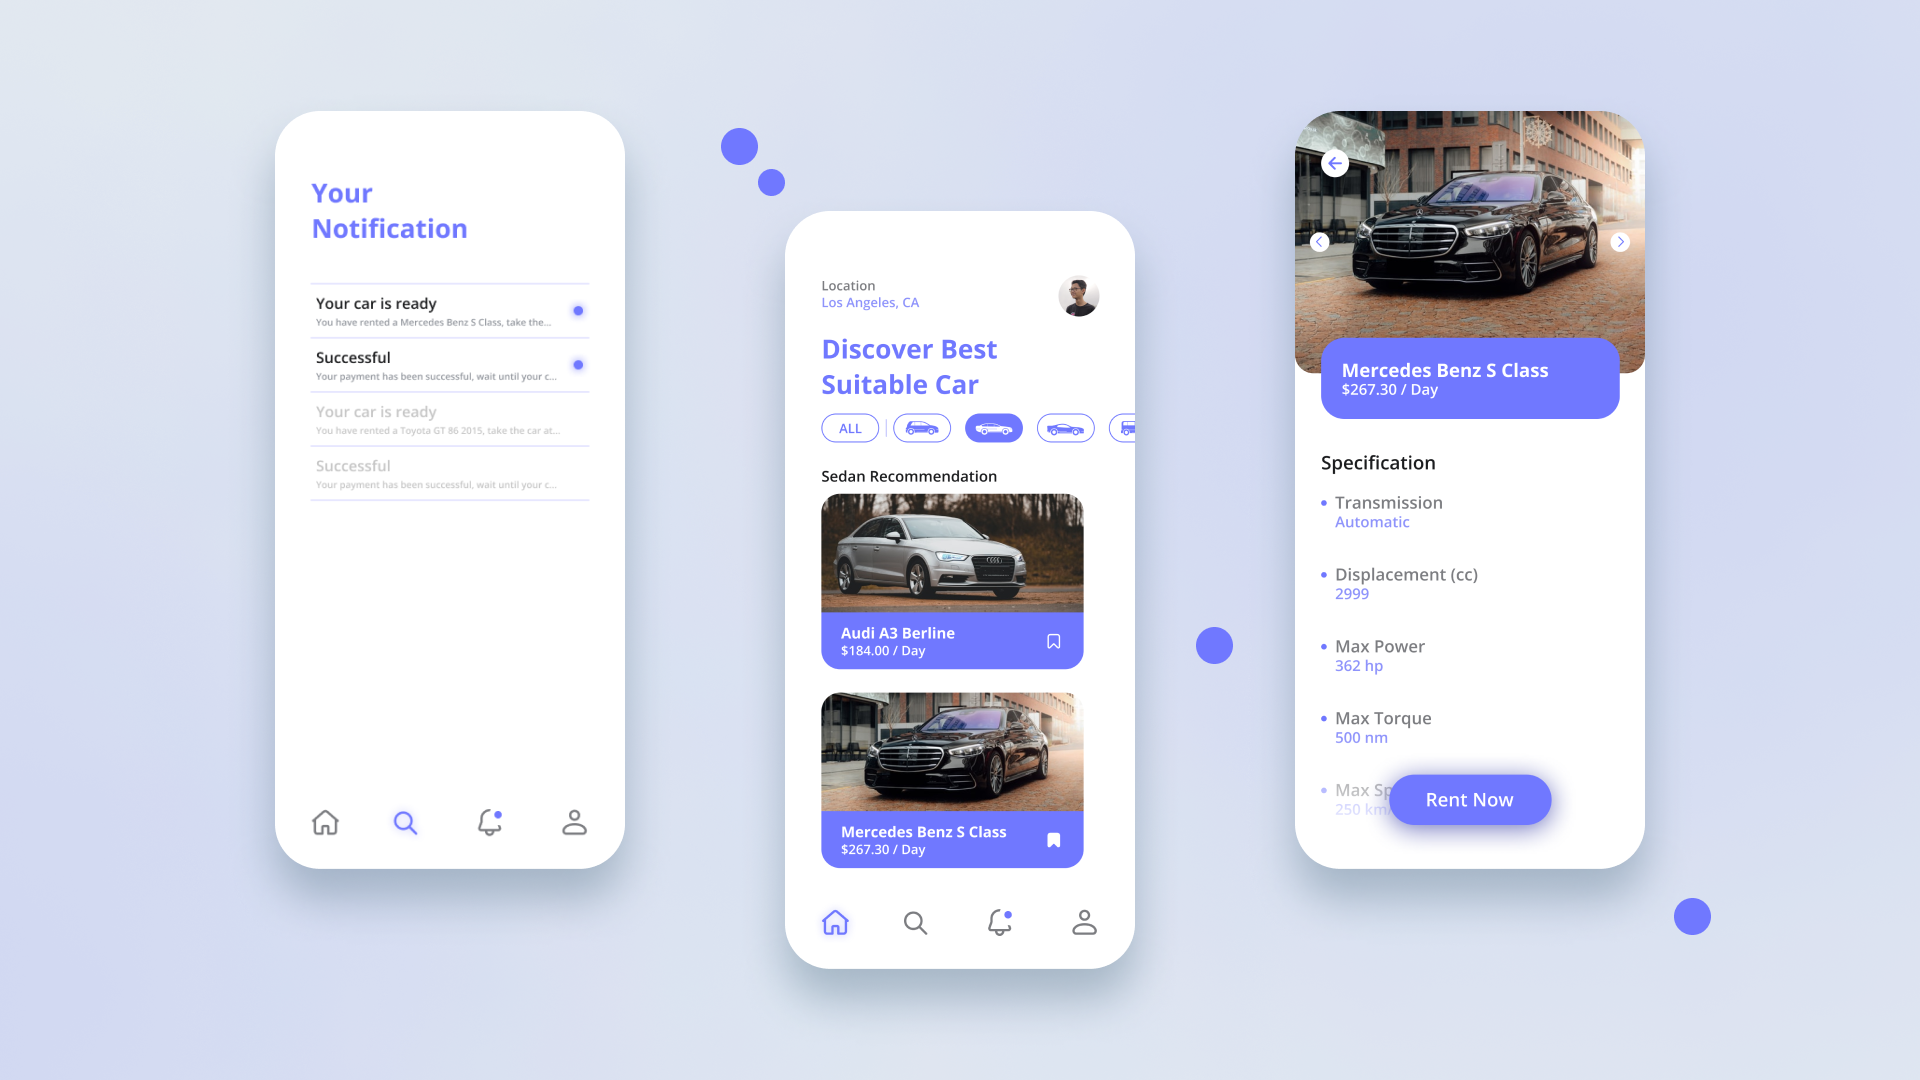 Your
Notification
Your car is ready
You have rented a Mercedes Benz S Class, take the...
Successful
Your payment has been successful, wait until your c...
Your car is ready
You have rented a Toyota GT 86 2015, take the car at...
Successful
Your payment has been successful, wait until your c...
Location
Los Angeles, CA
Discover Best
Suitable Car
ALL
Sedan Recommendation
Audi A3 Berline
$184.00 / Day
Mercedes Benz S Class
$267.30 / Day
Mercedes Benz S Class
$267.30 / Day
Specification
Transmission
Automatic
Displacement (cc)
2999
Max Power
362 hp
Max Torque
500 nm
Max Sp
250 km
Rent Now